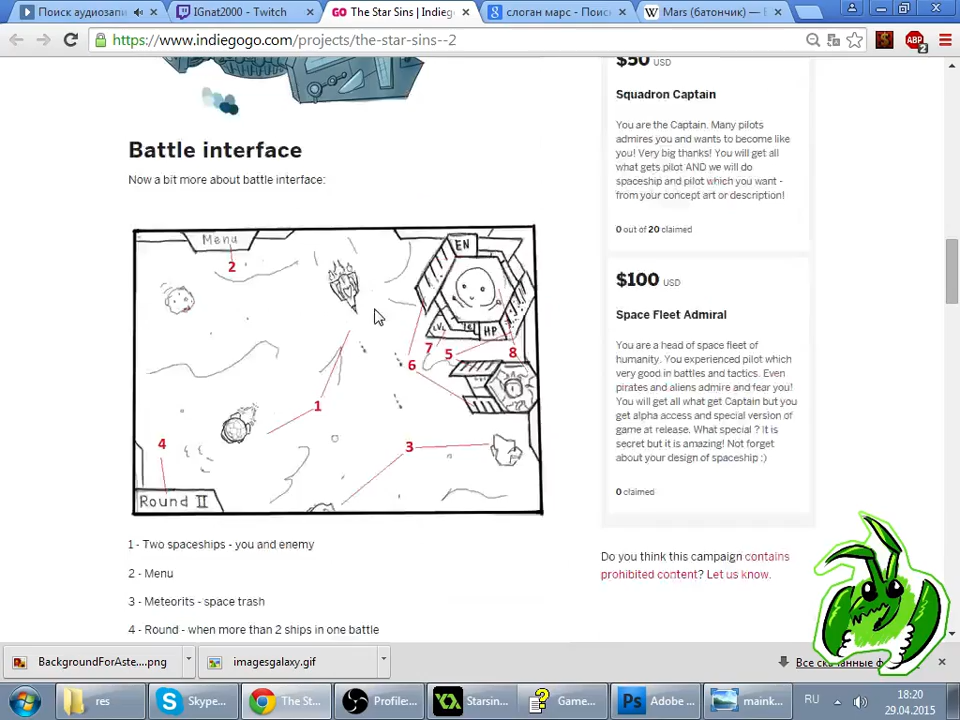 Поиск аудиозапи
IGnat2000 - Twitch
GO The Star Sins | Indieg
слоган марс - Поис
Mars (батончик) — В
https://www.indiegogo.com/projects/the-star-sins--2
ABP
2
Battle interface
Now a bit more about battle interface:
Menu
2
EN
LVL
HP
7
5
8
6
1
4
3
Round II
1 - Two spaceships - you and enemy
2 - Menu
3 - Meteorits - space trash
4 - Round - when more than 2 ships in one battle
$50 USD
Squadron Captain
You are the Captain. Many pilots
admires you and wants to become like
you! Very big thanks! You will get all
what gets pilot AND we will do
spaceship and pilot which you want -
from your concept art or description!
0 out of 20 claimed
$100 USD
Space Fleet Admiral
You are a head of space fleet of
humanity. You experienced pilot which
very good in battles and tactics. Even
pirates and aliens admire and fear you!
You will get all what get Captain but you
get alpha access and special version of
game at release. What special ? It is
secret but it is amazing! Not forget
about your design of spaceship :)
0 claimed
Do you think this campaign contains
prohibited content? Let us know.
BackgroundForAste....png
imagesgalaxy.gif
Все скачанные ф
res
Skype...
The St...
Profile:...
Starsin...
Game...
Adobe ...
maink...
RU
18:20
29.04.2015